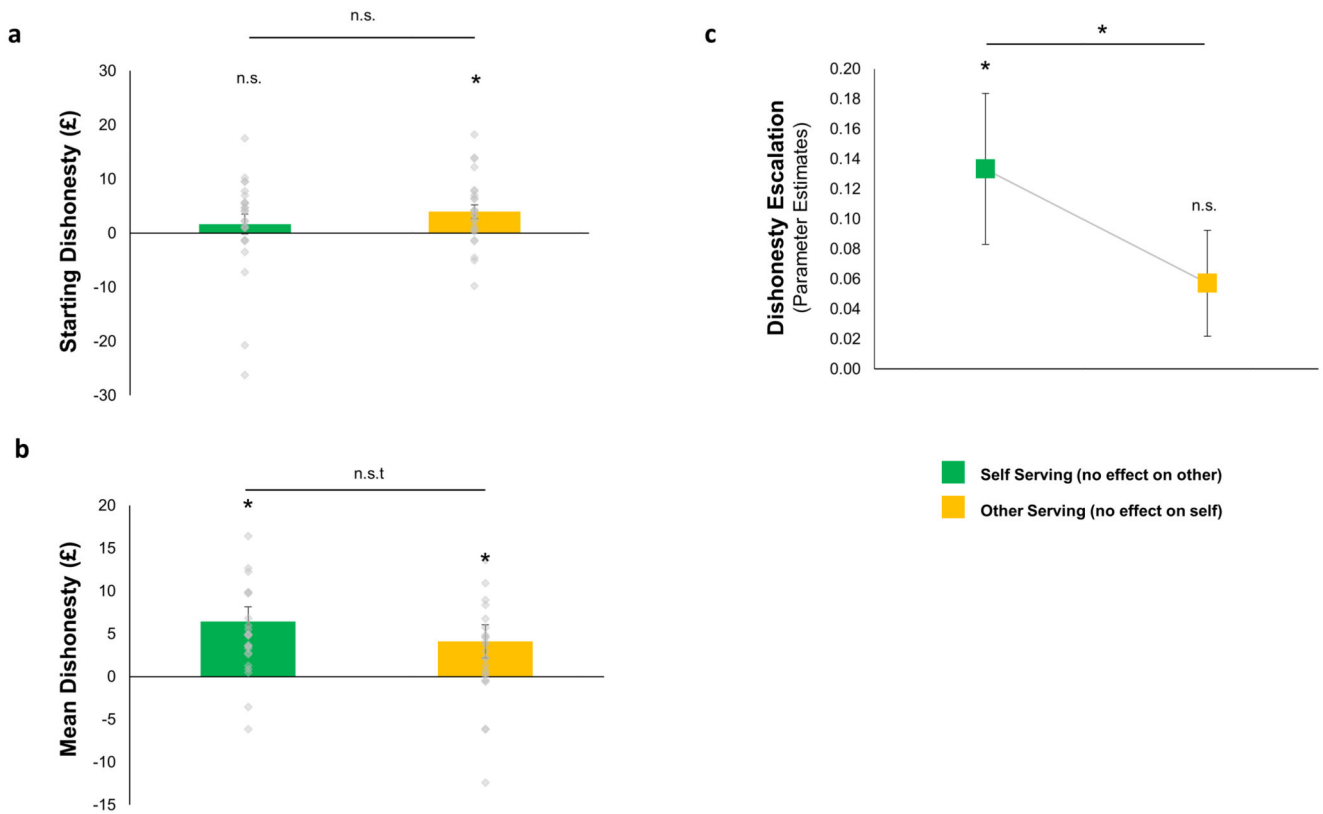 a
n.s.
n.s.
*
30
20
10
0
-10
-20
-30
Starting Dishonesty (£)
b
n.s.t
*
*
20
15
10
5
0
-5
-10
-15
Mean Dishonesty (£)
c
*
*
n.s.
0.20
0.18
0.16
0.14
0.12
0.10
0.08
0.06
0.04
0.02
0.00
Dishonesty Escalation
(Parameter Estimates)
Self Serving (no effect on other)
Other Serving (no effect on self)